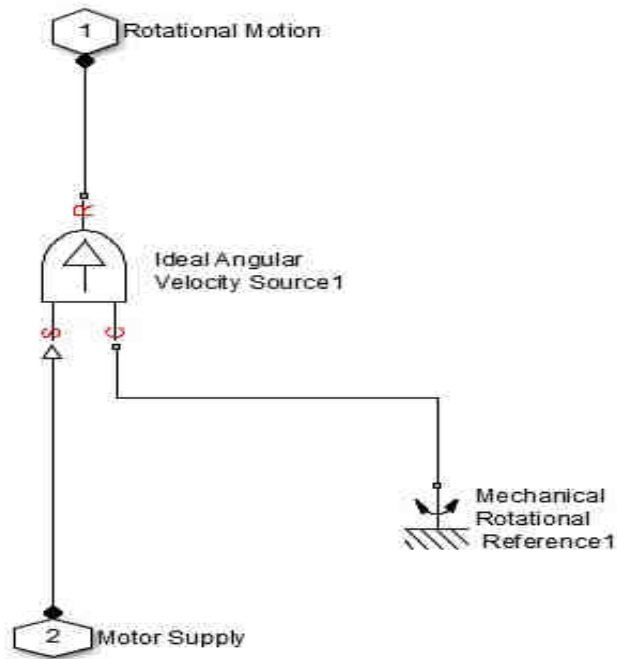 1 Rotational Motion
R
Ideal Angular
Velocity Source1
S C
Mechanical
Rotational
Reference1
2 Motor Supply